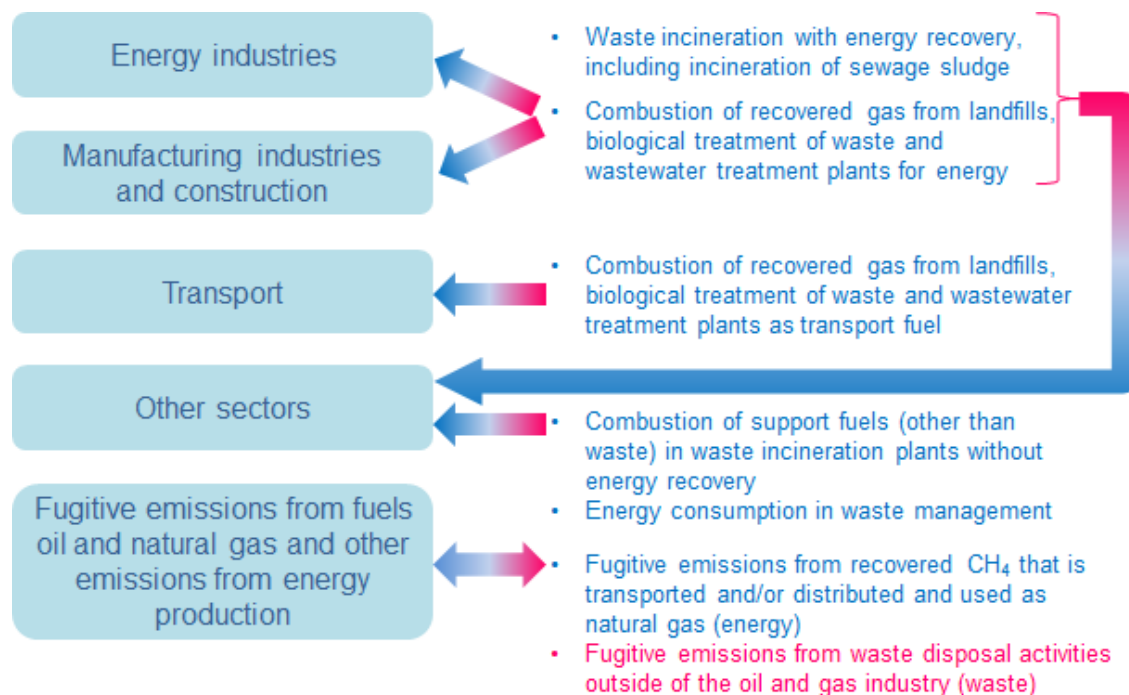 Energy industries
• Waste incineration with energy recovery,
including incineration of sewage sludge
Manufacturing industries
and construction
• Combustion of recovered gas from landfills,
biological treatment of waste and
wastewater treatment plants for energy
Transport
• Combustion of recovered gas from landfills,
biological treatment of waste and wastewater
treatment plants as transport fuel
Other sectors
• Combustion of support fuels (other than
waste) in waste incineration plants without
energy recovery
• Energy consumption in waste management
Fugitive emissions from fuels
oil and natural gas and other
emissions from energy
production
• Fugitive emissions from recovered CH₄ that is
transported and/or distributed and used as
natural gas (energy)
• Fugitive emissions from waste disposal activities
outside of the oil and gas industry (waste)